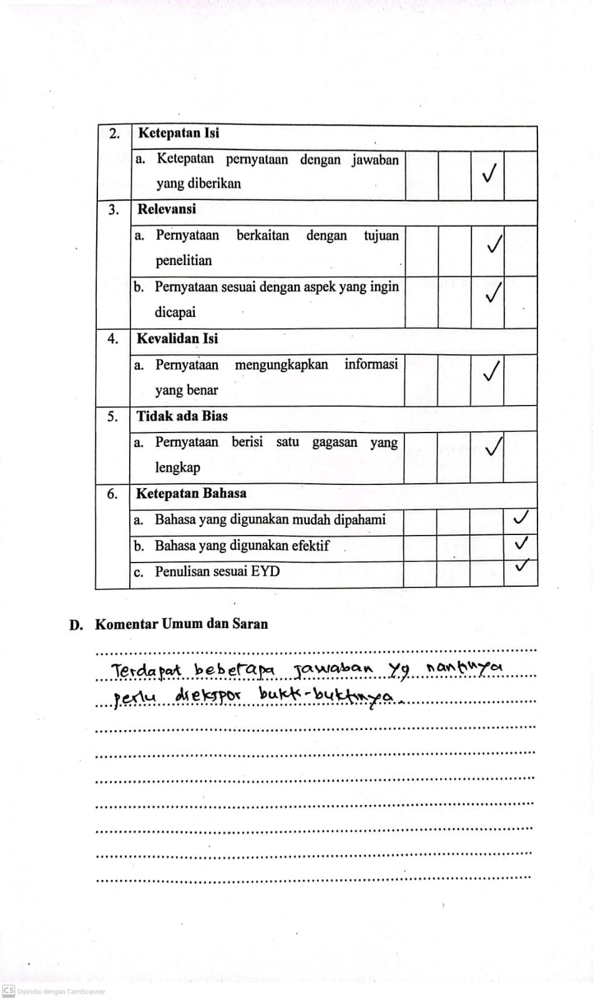 2. Ketepatan Isi
a. Ketepatan pernyataan dengan jawaban
yang diberikan ✓
3. Relevansi
a. Pernyataan berkaitan dengan tujuan
penelitian ✓
b. Pernyataan sesuai dengan aspek yang ingin
dicapai ✓
4. Kevalidan Isi
a. Pernyataan mengungkapkan informasi
yang benar ✓
5. Tidak ada Bias
a. Pernyataan berisi satu gagasan yang
lengkap ✓
6. Ketepatan Bahasa
a. Bahasa yang digunakan mudah dipahami ✓
b. Bahasa yang digunakan efektif ✓
c. Penulisan sesuai EYD ✓
D. Komentar Umum dan Saran
Terdapat beberapa jawaban yg nantinya
perlu diekspor bukti-buktinya.
CS Dipindai dengan CamScanner